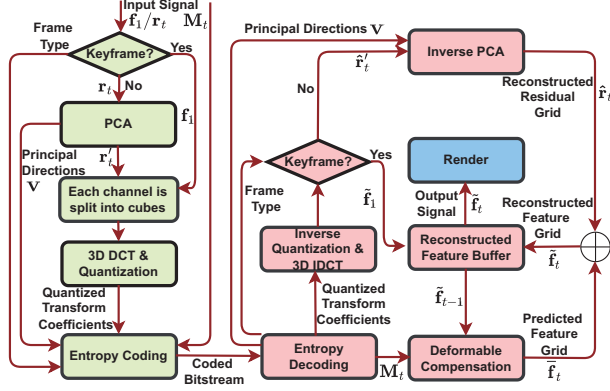 Input Signal
f₁/rₜ
Mₜ
Frame
Type
Keyframe?
Yes
rₜ
No
f₁
PCA
r′ₜ
Principal
Directions
V
Each channel is
split into cubes
3D DCT &
Quantization
Quantized
Transform
Coefficients
Entropy Coding
Coded
Bitstream
Principal Directions V
r̂′ₜ
Inverse PCA
No
Reconstructed
Residual
Grid
r̂ₜ
Keyframe?
Yes
Render
Frame
Type
f̃₁
Output
Signal
f̃ₜ
Reconstructed
Feature
Grid
f̃ₜ
Inverse
Quantization &
3D IDCT
Reconstructed
Feature Buffer
Quantized
Transform
Coefficients
f̃ₜ₋₁
Predicted
Feature
Grid
f̄ₜ
Entropy
Decoding
Mₜ
Deformable
Compensation